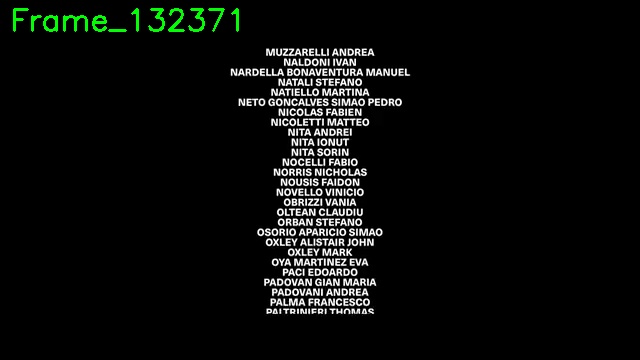 Frame_132371
MUZZARELLI ANDREA
NALDONI IVAN
NARDELLA BONAVENTURA MANUEL
NATALI STEFANO
NATIELLO MARTINA
NETO GONCALVES SIMAO PEDRO
NICOLAS FABIEN
NICOLETTI MATTEO
NITA ANDREI
NITA IONUT
NITA SORIN
NOCELLI FABIO
NORRIS NICHOLAS
NOUSIS FAIDON
NOVELLO VINICIO
OBRIZZI VANIA
OLTEAN CLAUDIU
ORBAN STEFANO
OSORIO APARICIO SIMAO
OXLEY ALISTAIR JOHN
OXLEY MARK
OYA MARTINEZ EVA
PACI EDOARDO
PADOVAN GIAN MARIA
PADOVANI ANDREA
PALMA FRANCESCO
PALTRINIERI THOMAS